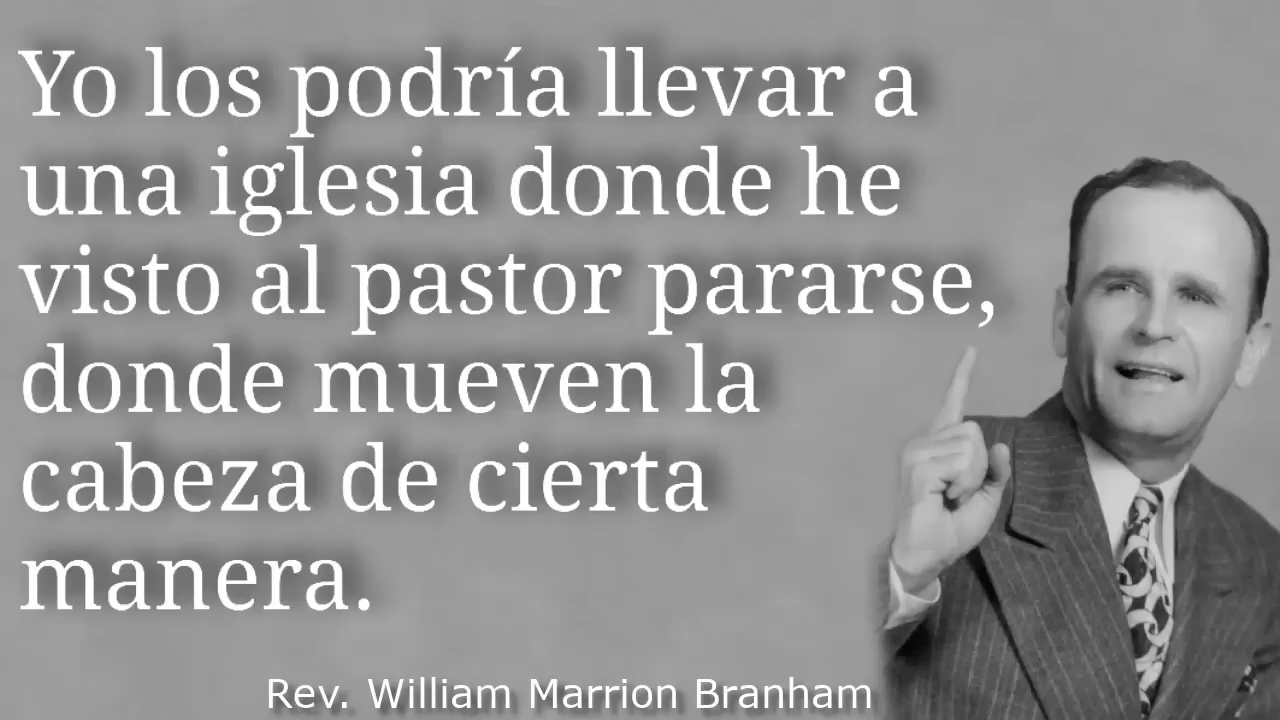 Yo los podría llevar a
una iglesia donde he
visto al pastor pararse,
donde mueven la
cabeza de cierta
manera.
Rev. William Marrion Branham